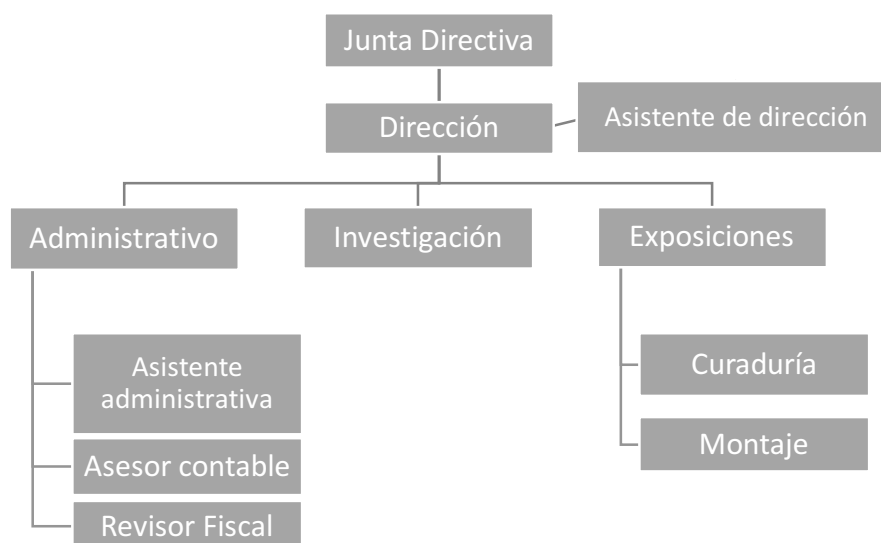 Junta Directiva
Dirección
Asistente de dirección
Administrativo
Investigación
Exposiciones
Asistente
administrativa
Asesor contable
Revisor Fiscal
Curaduría
Montaje